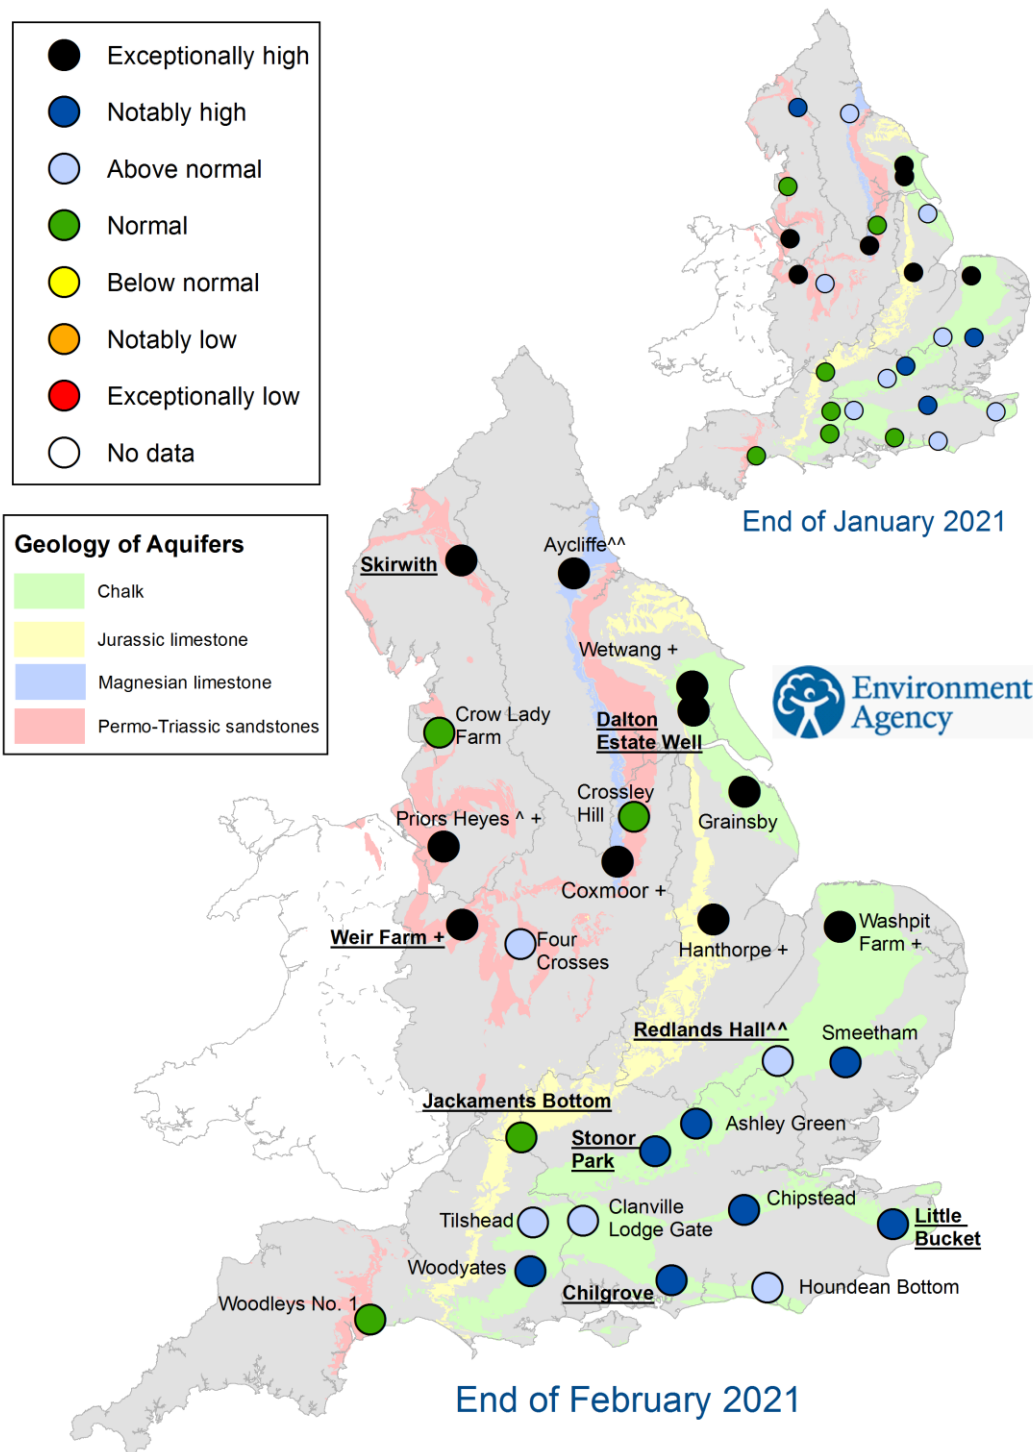 Exceptionally high
Notably high
Above normal
Normal
Below normal
Notably low
Exceptionally low
No data
End of January 2021
Geology of Aquifers
Chalk
Jurassic limestone
Magnesian limestone
Permo-Triassic sandstones
Environment
Agency
Skirwith
Aycliffe^^
Wetwang +
Dalton
Estate Well
Crow Lady
Farm
Crossley
Hill
Grainsby
Priors Heyes ^ +
Coxmoor +
Weir Farm +
Four
Crosses
Hanthorpe +
Washpit
Farm +
Redlands Hall^^
Smeetham
Jackaments Bottom
Ashley Green
Stonor
Park
Tilshead
Clanville
Lodge Gate
Chipstead
Little
Bucket
Woodyates
Chilgrove
Houndean Bottom
Woodleys No. 1
End of February 2021